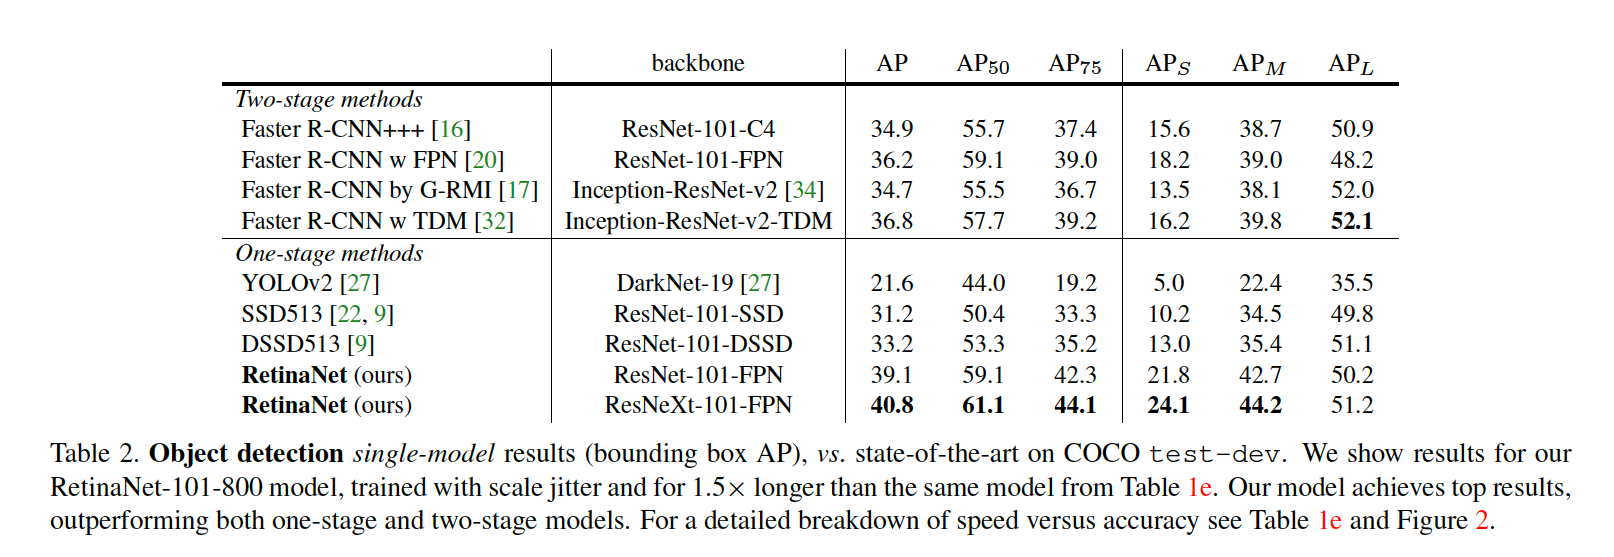 backbone AP AP50 AP75 APS APM APL
Two-stage methods
Faster R-CNN+++ [16] ResNet-101-C4 34.9 55.7 37.4 15.6 38.7 50.9
Faster R-CNN w FPN [20] ResNet-101-FPN 36.2 59.1 39.0 18.2 39.0 48.2
Faster R-CNN by G-RMI [17] Inception-ResNet-v2 [34] 34.7 55.5 36.7 13.5 38.1 52.0
Faster R-CNN w TDM [32] Inception-ResNet-v2-TDM 36.8 57.7 39.2 16.2 39.8 52.1
One-stage methods
YOLOv2 [27] DarkNet-19 [27] 21.6 44.0 19.2 5.0 22.4 35.5
SSD513 [22, 9] ResNet-101-SSD 31.2 50.4 33.3 10.2 34.5 49.8
DSSD513 [9] ResNet-101-DSSD 33.2 53.3 35.2 13.0 35.4 51.1
RetinaNet (ours) ResNet-101-FPN 39.1 59.1 42.3 21.8 42.7 50.2
RetinaNet (ours) ResNeXt-101-FPN 40.8 61.1 44.1 24.1 44.2 51.2
Table 2. Object detection single-model results (bounding box AP), vs. state-of-the-art on COCO test-dev. We show results for our
RetinaNet-101-800 model, trained with scale jitter and for 1.5× longer than the same model from Table 1e. Our model achieves top results,
outperforming both one-stage and two-stage models. For a detailed breakdown of speed versus accuracy see Table 1e and Figure 2.